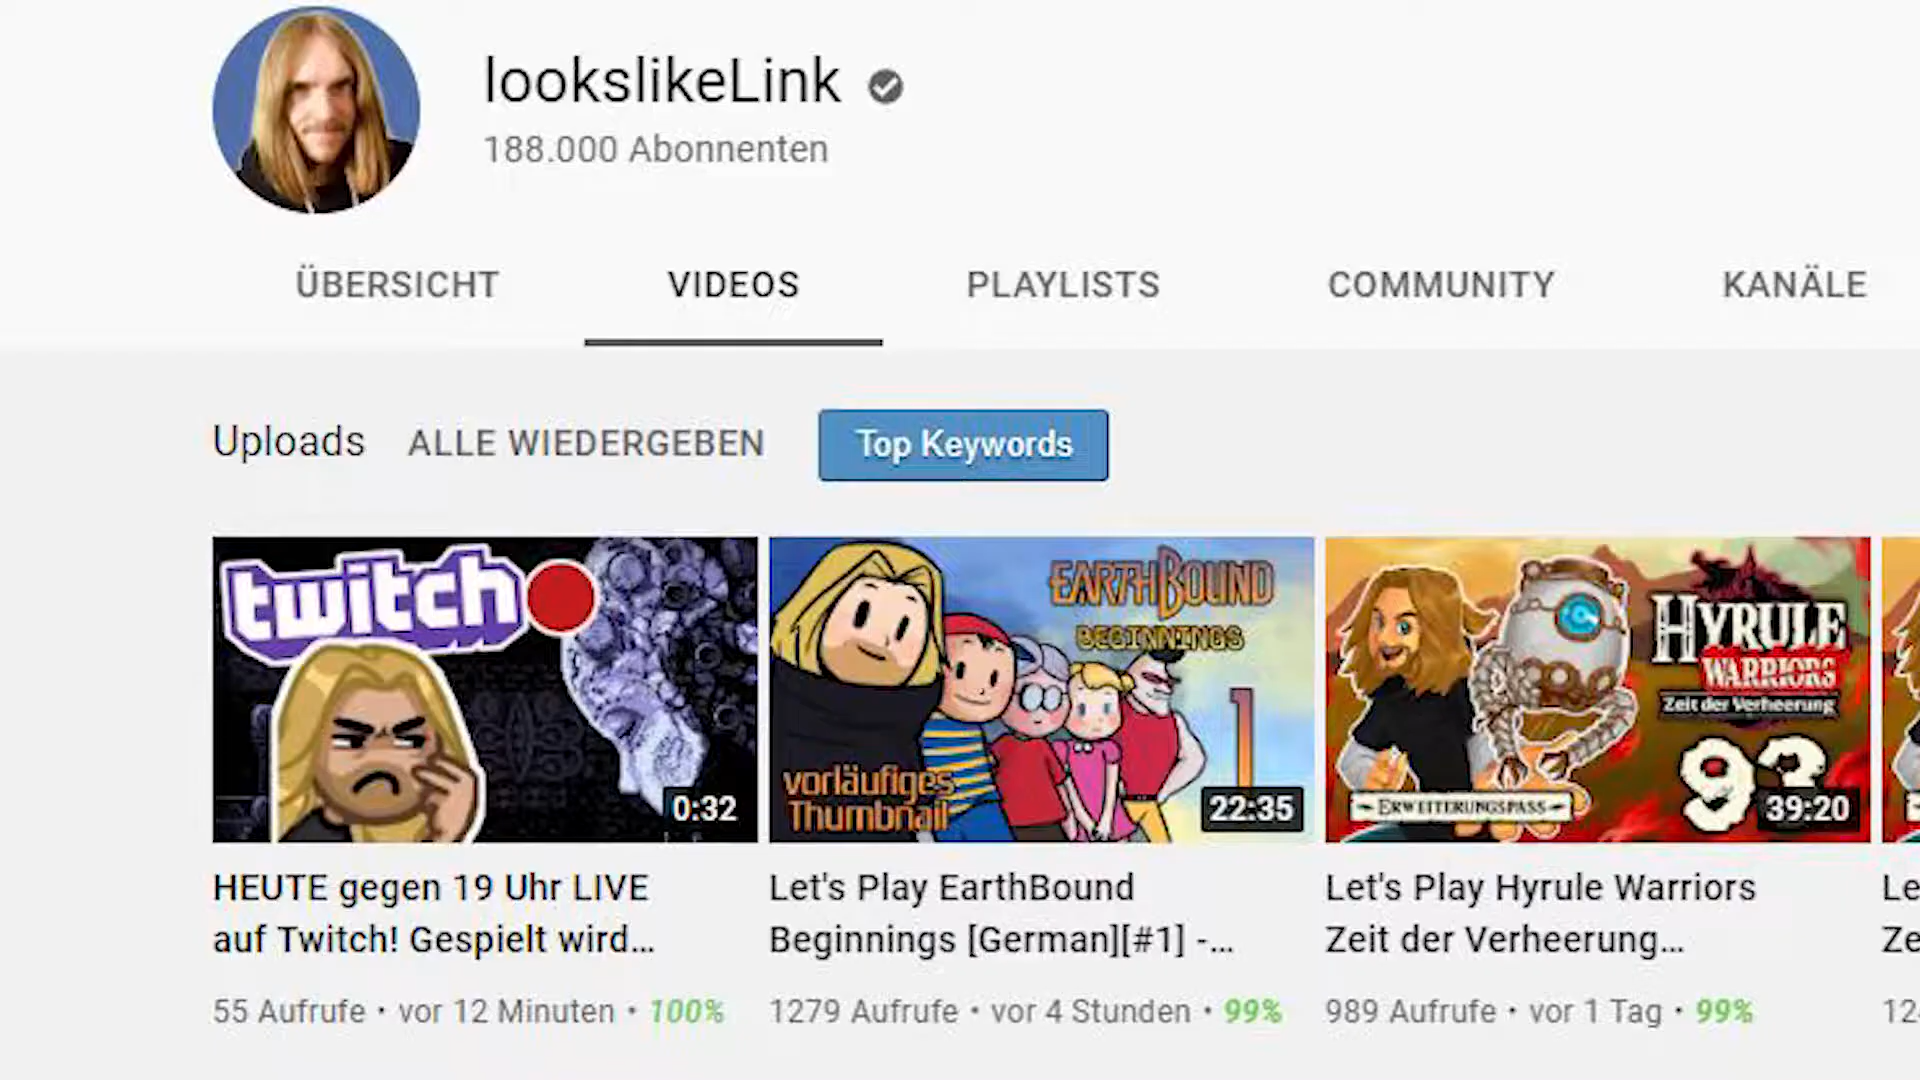 lookslikeLink
188.000 Abonnenten
ÜBERSICHT VIDEOS PLAYLISTS COMMUNITY KANÄLE
Uploads ALLE WIEDERGEBEN Top Keywords
twitch
0:32
EARTHBOUND
BEGINNINGS
1
vorläufiges
Thumbnail
22:35
HYRULE
WARRIORS
Zeit der Verheerung
93
ERWEITERUNGSPASS
39:20
HEUTE gegen 19 Uhr LIVE
auf Twitch! Gespielt wird...
Let's Play EarthBound
Beginnings [German][#1] -...
Let's Play Hyrule Warriors
Zeit der Verheerung...
Le
Ze
55 Aufrufe • vor 12 Minuten • 100%
1279 Aufrufe • vor 4 Stunden • 99%
989 Aufrufe • vor 1 Tag • 99%
12